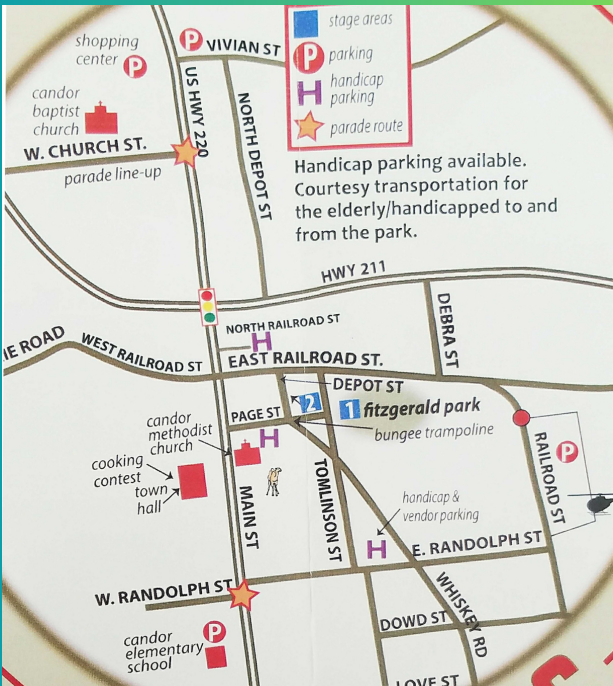 shopping
center P
P VIVIAN ST
stage areas
P parking
H handicap
parking
parade route
candor
baptist
church
US HWY 220
NORTH DEPOT ST
W. CHURCH ST.
parade line-up
Handicap parking available.
Courtesy transportation for
the elderly/handicapped to and
from the park.
HWY 211
NORTH RAILROAD ST
H
DEBRA ST
IE ROAD
WEST RAILROAD ST
EAST RAILROAD ST.
DEPOT ST
2
1 fitzgerald park
PAGE ST
bungee trampoline
candor
methodist
church
H
cooking
contest
town
hall
MAIN ST
TOMLINSON ST
RAILROAD ST
P
handicap &
vendor parking
H
E. RANDOLPH ST
W. RANDOLPH ST
WHISKEY RD
DOWD ST
candor
elementary
school
P
LOVE ST